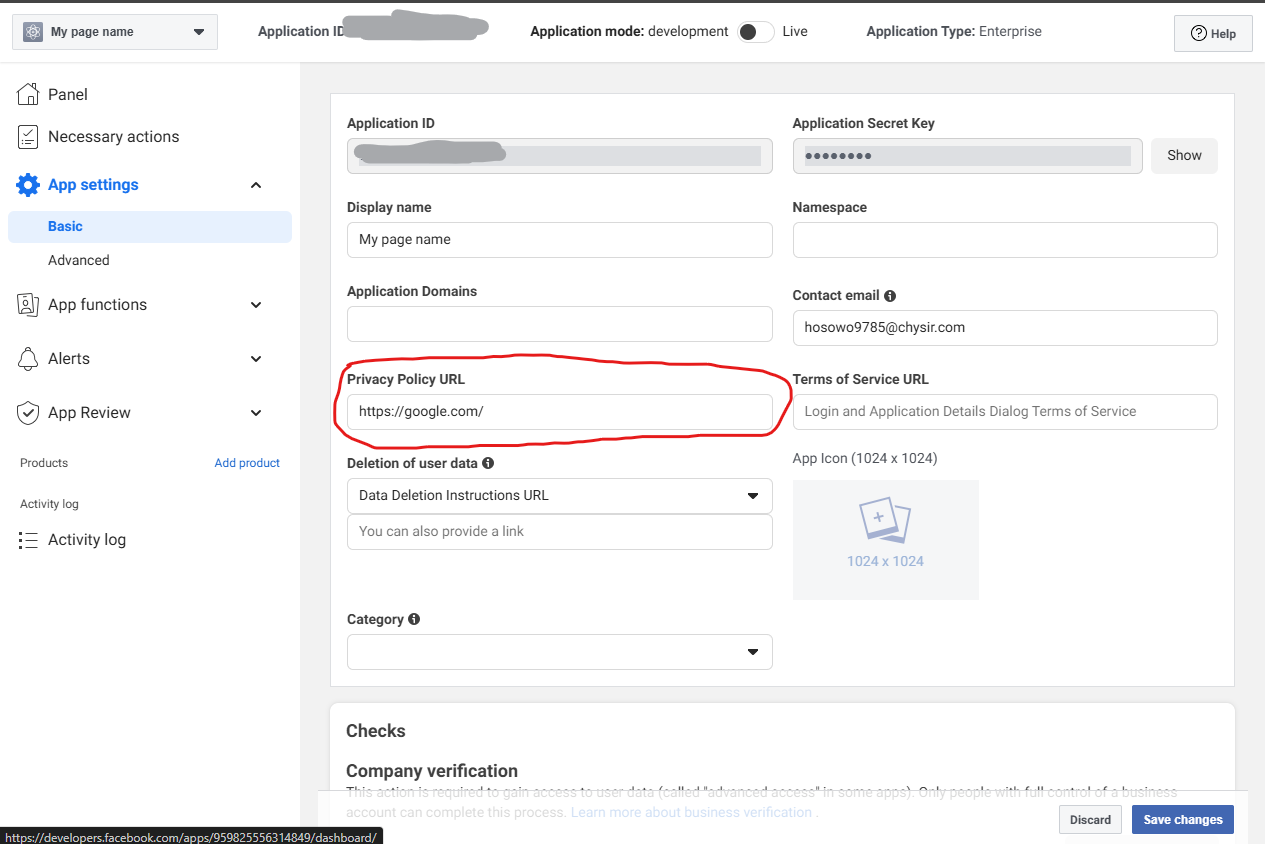 My page name
Application ID
Application mode: development
Live
Application Type: Enterprise
Help
Panel
Necessary actions
App settings
Basic
Advanced
App functions
Alerts
App Review
Products
Add product
Activity log
Activity log
Application ID
Application Secret Key
●●●●●●●●
Show
Display name
My page name
Namespace
Application Domains
Contact email
hosowo9785@chysir.com
Privacy Policy URL
https://google.com/
Terms of Service URL
Login and Application Details Dialog Terms of Service
Deletion of user data
Data Deletion Instructions URL
You can also provide a link
App Icon (1024 x 1024)
1024 x 1024
Category
Checks
Company verification
This action is required to gain access to user data (called "advanced access" in some apps). Only people with full control of a business
account can complete this process. Learn more about business verification .
Discard
Save changes
https://developers.facebook.com/apps/959825556314849/dashboard/